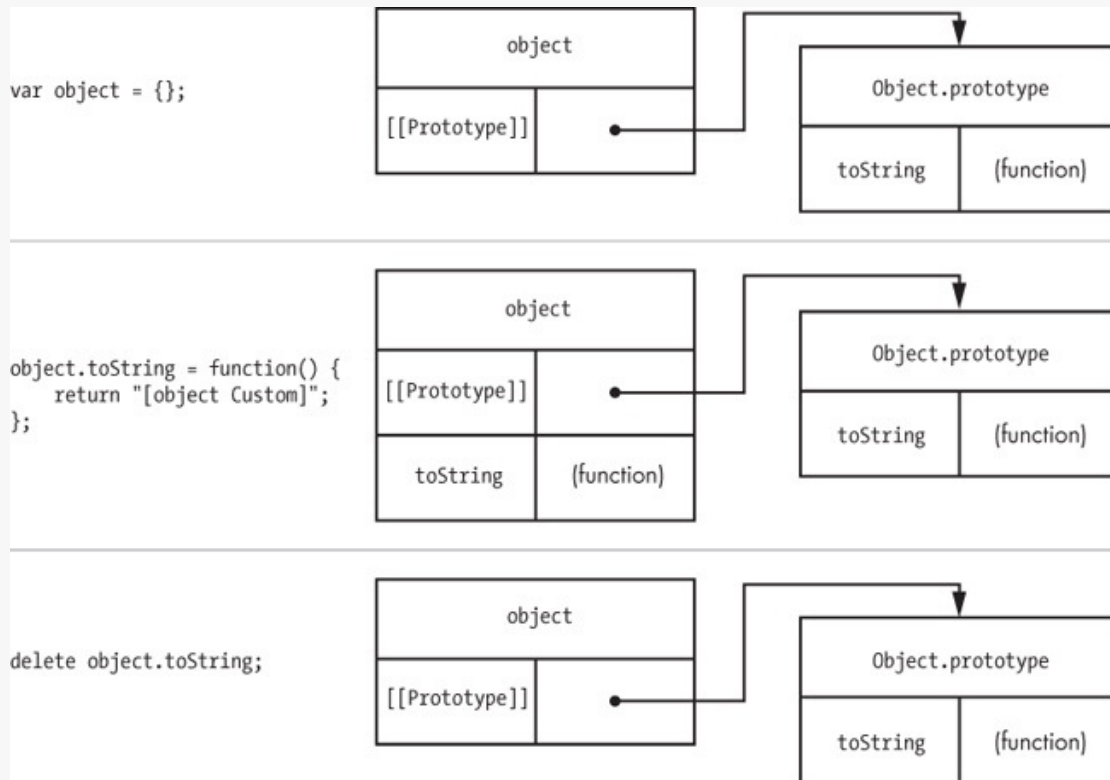 var object = {};
object
[[Prototype]]
Object.prototype
toString (function)
object.toString = function() {
    return "[object Custom]";
};
object
[[Prototype]]
toString (function)
Object.prototype
toString (function)
delete object.toString;
object
[[Prototype]]
Object.prototype
toString (function)